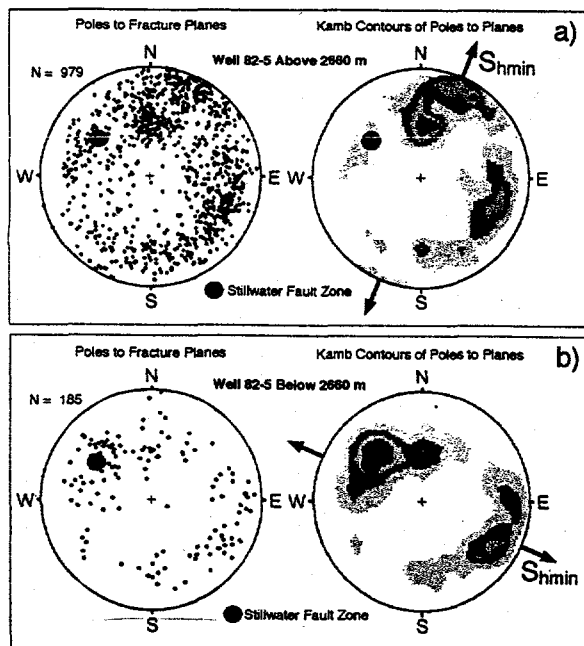 Poles to Fracture Planes
Kamb Contours of Poles to Planes
a)
N
N
Shmin
N = 979
Well 82-5 Above 2660 m
W
E
W
E
S
S
Stillwater Fault Zone
Poles to Fracture Planes
Kamb Contours of Poles to Planes
b)
N
N
Well 82-5 Below 2660 m
N = 185
W
E
W
E
Shmin
S
S
Stillwater Fault Zone